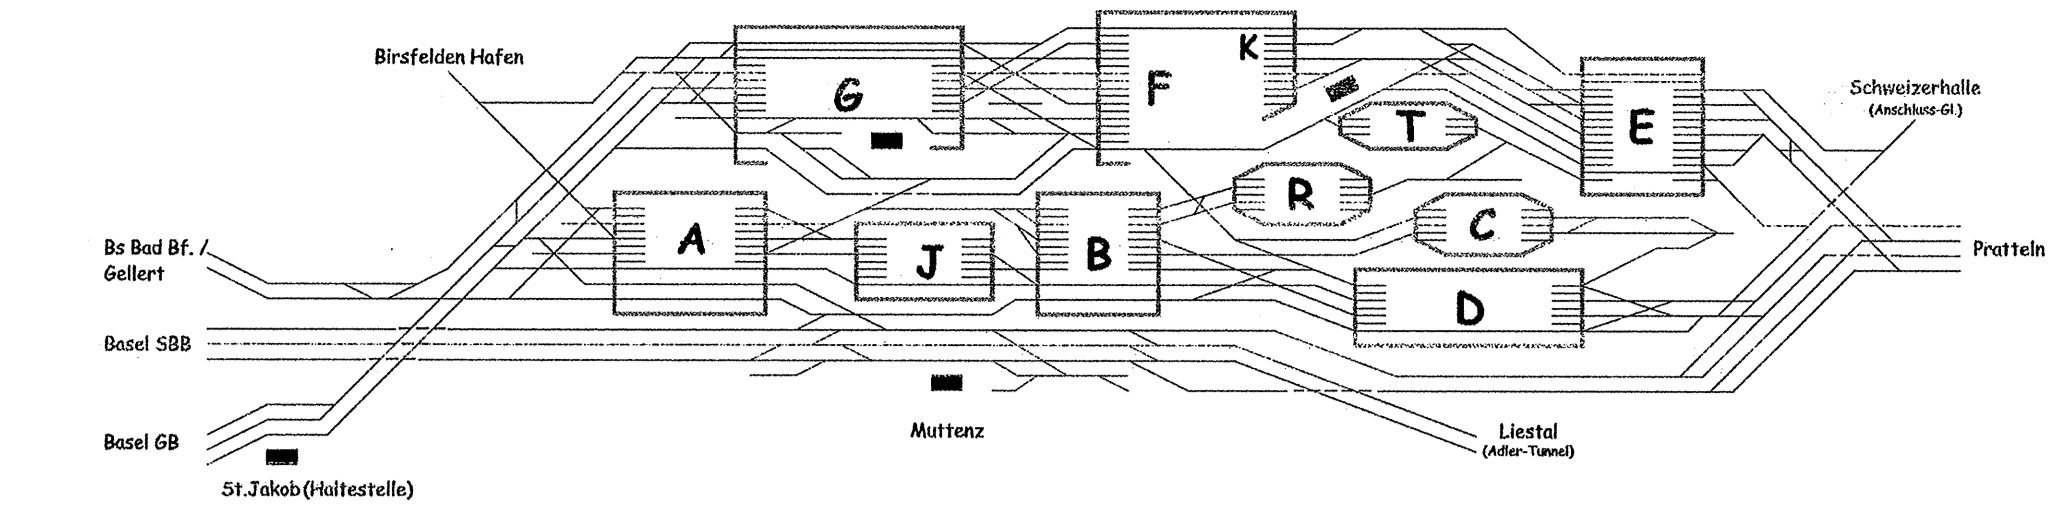 Birsfelden Hafen
G
F
K
E
T
Schweizerhalle
(Anschluss-Gl.)
A
J
B
R
C
D
Bs Bad Bf. /
Gellert
Pratteln
Basel SBB
Basel GB
St.Jakob (Haltestelle)
Muttenz
Liestal
(Adler-Tunnel)